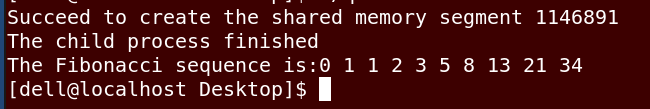 Succeed to create the shared memory segment 1146891
The child process finished
The Fibonacci sequence is:0 1 1 2 3 5 8 13 21 34
[dell@localhost Desktop]$